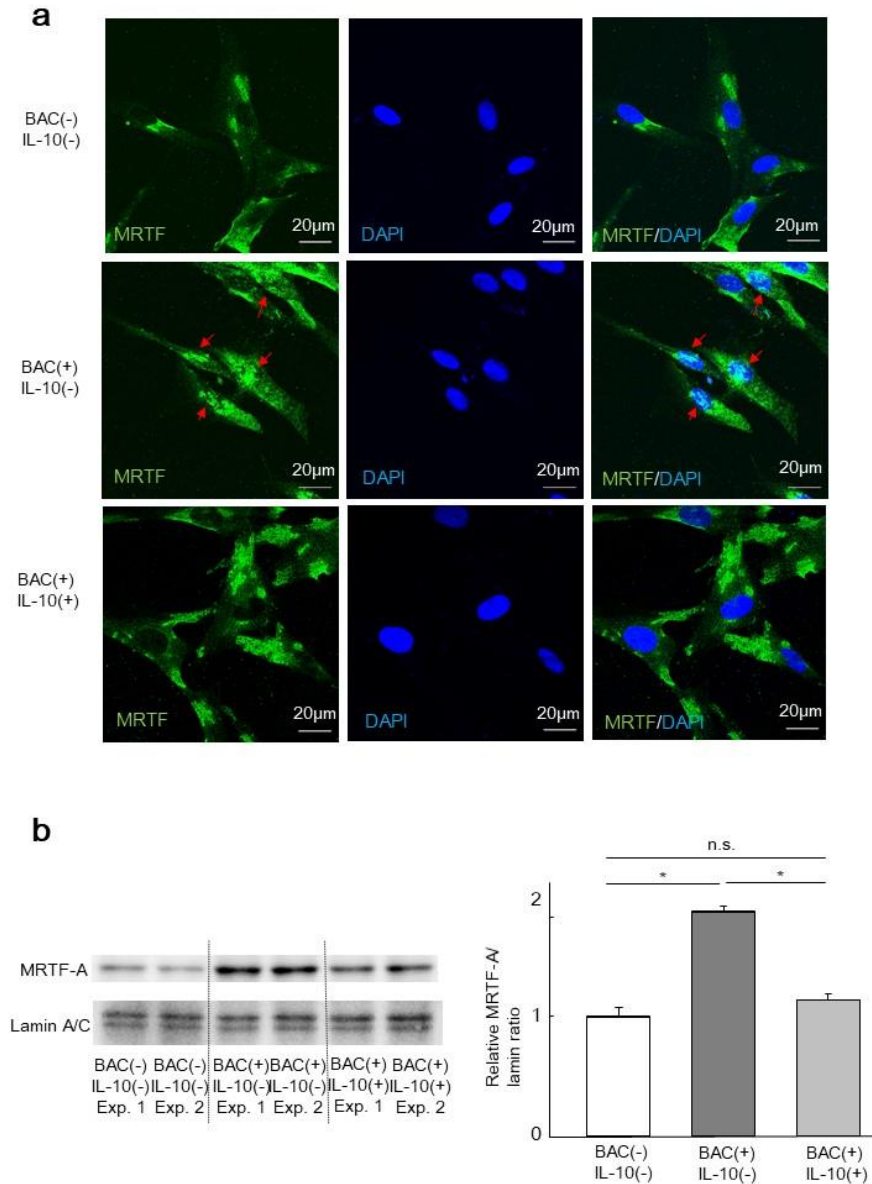 a
BAC(-)
IL-10(-)
MRTF
20μm
DAPI
20μm
MRTF/DAPI
20μm
BAC(+)
IL-10(-)
MRTF
20μm
DAPI
20μm
MRTF/DAPI
20μm
BAC(+)
IL-10(+)
MRTF
20μm
DAPI
20μm
MRTF/DAPI
20μm
b
MRTF-A
Lamin A/C
BAC(-) BAC(-) BAC(+) BAC(+) BAC(+) BAC(+)
IL-10(-) IL-10(-) IL-10(-) IL-10(-) IL-10(+) IL-10(+)
Exp. 1 Exp. 2 Exp. 1 Exp. 2 Exp. 1 Exp. 2
n.s.
* *
Relative MRTF-A/
lamin ratio
2
1
0
BAC(-) BAC(+) BAC(+)
IL-10(-) IL-10(-) IL-10(+)